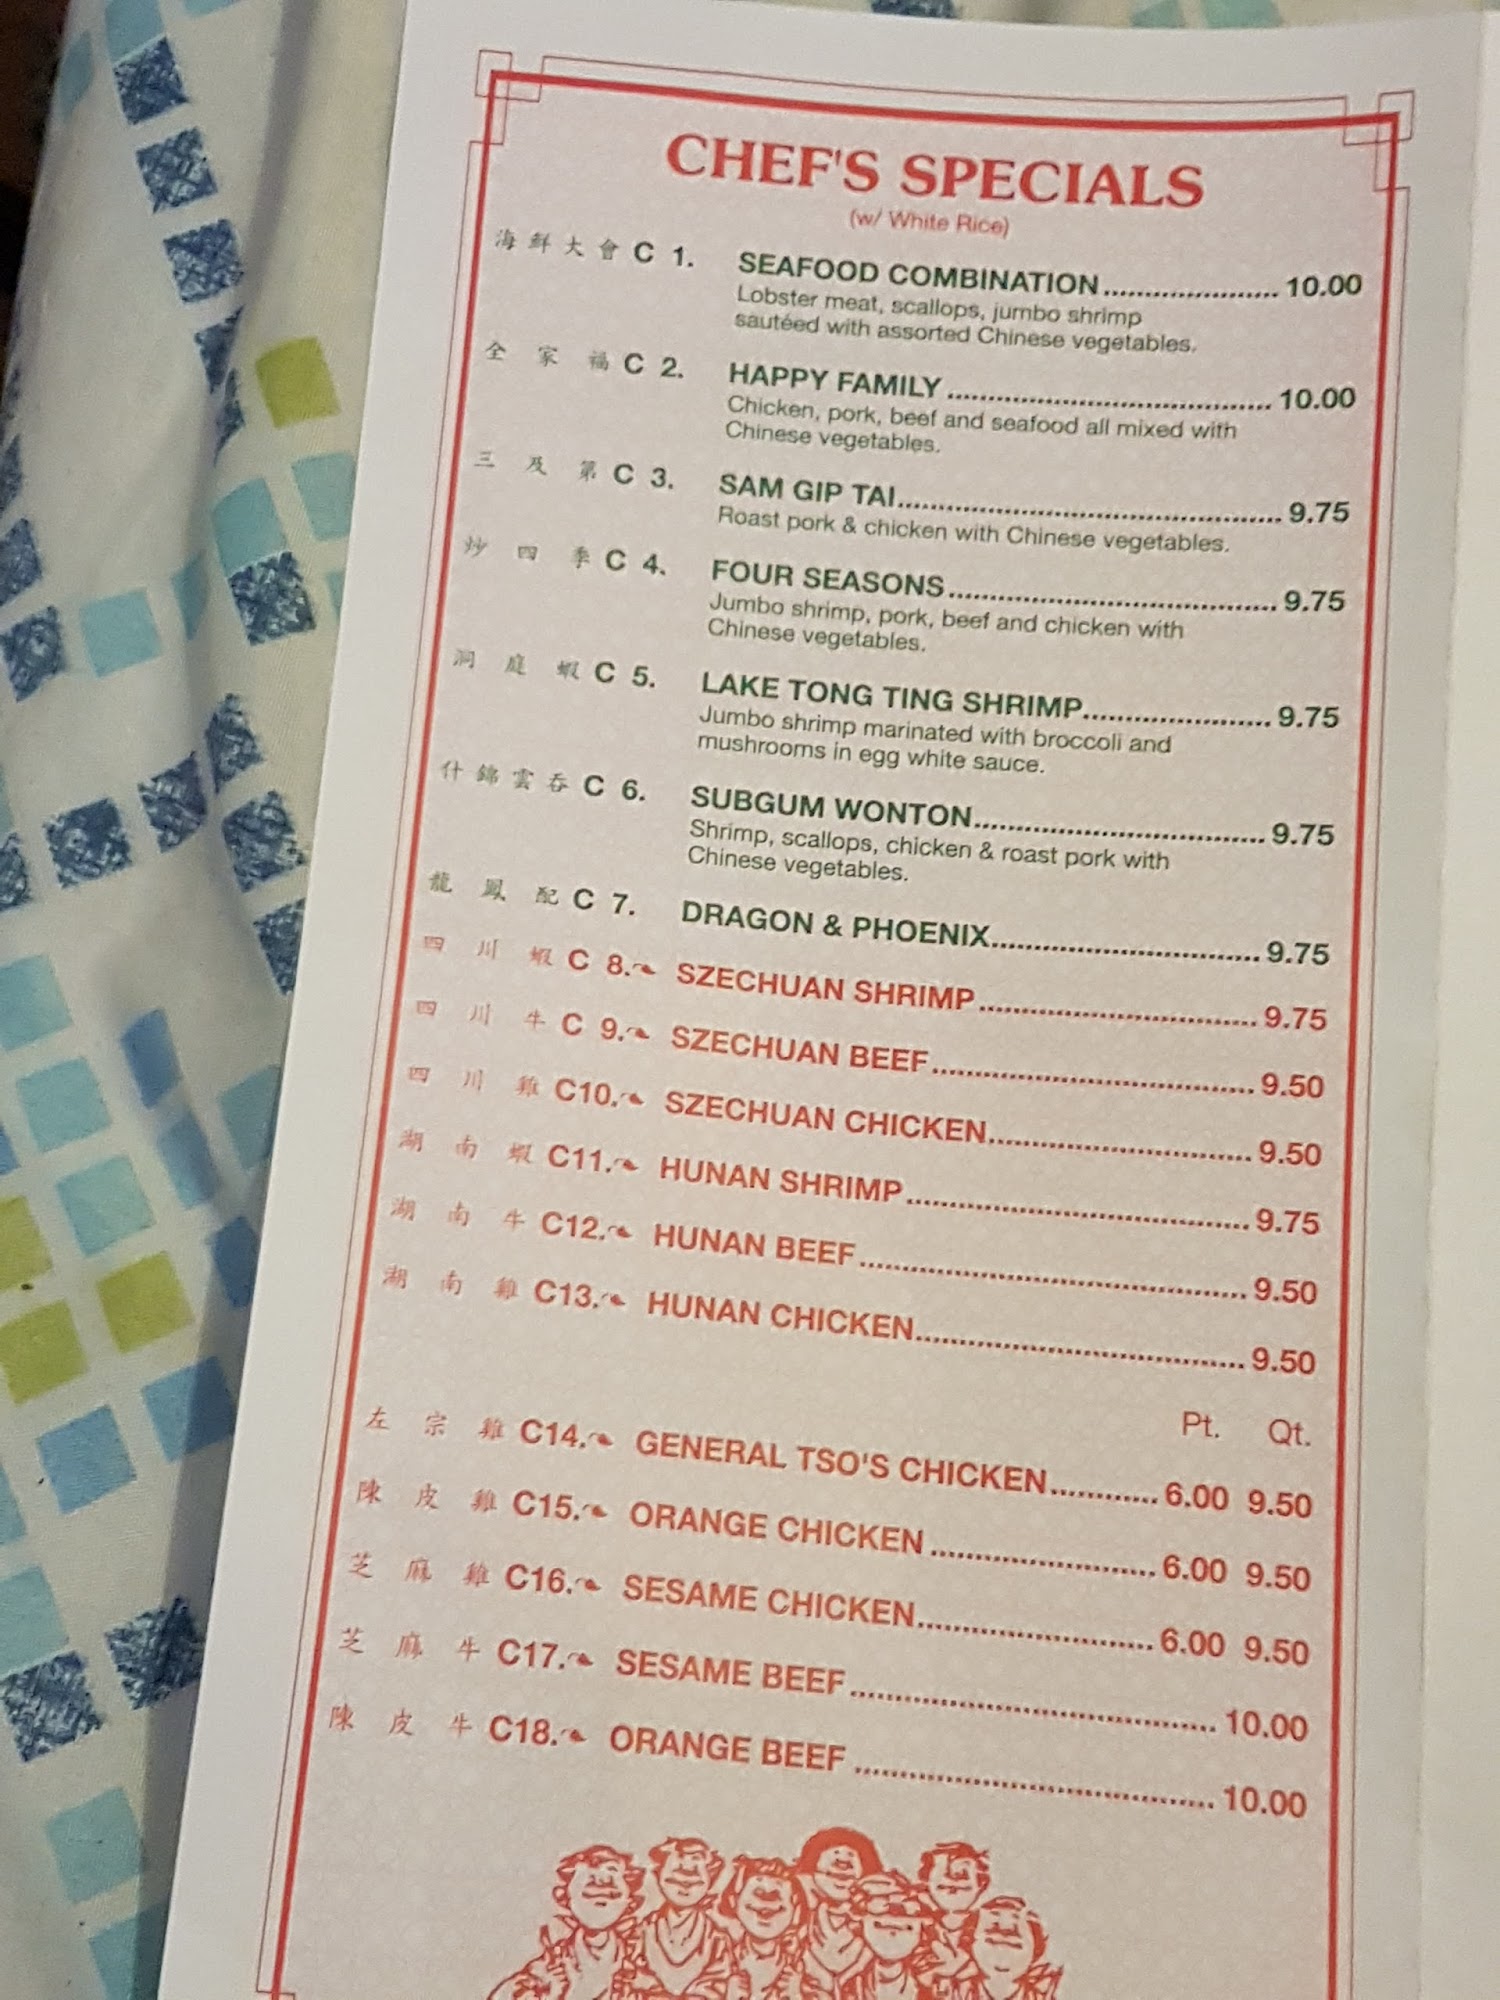 CHEF'S SPECIALS
(w/ White Rice)
海鮮大會 C 1. SEAFOOD COMBINATION...................... 10.00
Lobster meat, scallops, jumbo shrimp
sautéed with assorted Chinese vegetables.
全家福 C 2. HAPPY FAMILY........................................ 10.00
Chicken, pork, beef and seafood all mixed with
Chinese vegetables.
三及第 C 3. SAM GIP TAI............................................... 9.75
Roast pork & chicken with Chinese vegetables.
炒四季 C 4. FOUR SEASONS........................................ 9.75
Jumbo shrimp, pork, beef and chicken with
Chinese vegetables.
洞庭蝦 C 5. LAKE TONG TING SHRIMP....................... 9.75
Jumbo shrimp marinated with broccoli and
mushrooms in egg white sauce.
什錦雲吞 C 6. SUBGUM WONTON.................................... 9.75
Shrimp, scallops, chicken & roast pork with
Chinese vegetables.
龍鳳配 C 7. DRAGON & PHOENIX................................. 9.75
四川蝦 C 8. SZECHUAN SHRIMP.................................. 9.75
四川牛 C 9. SZECHUAN BEEF....................................... 9.50
四川雞 C10. SZECHUAN CHICKEN................................ 9.50
湖南蝦 C11. HUNAN SHRIMP.......................................... 9.75
湖南牛 C12. HUNAN BEEF............................................... 9.50
湖南雞 C13. HUNAN CHICKEN........................................ 9.50
Pt. Qt.
左宗雞 C14. GENERAL TSO'S CHICKEN............. 6.00 9.50
陳皮雞 C15. ORANGE CHICKEN........................... 6.00 9.50
芝麻雞 C16. SESAME CHICKEN............................ 6.00 9.50
芝麻牛 C17. SESAME BEEF........................................... 10.00
陳皮牛 C18. ORANGE BEEF.......................................... 10.00